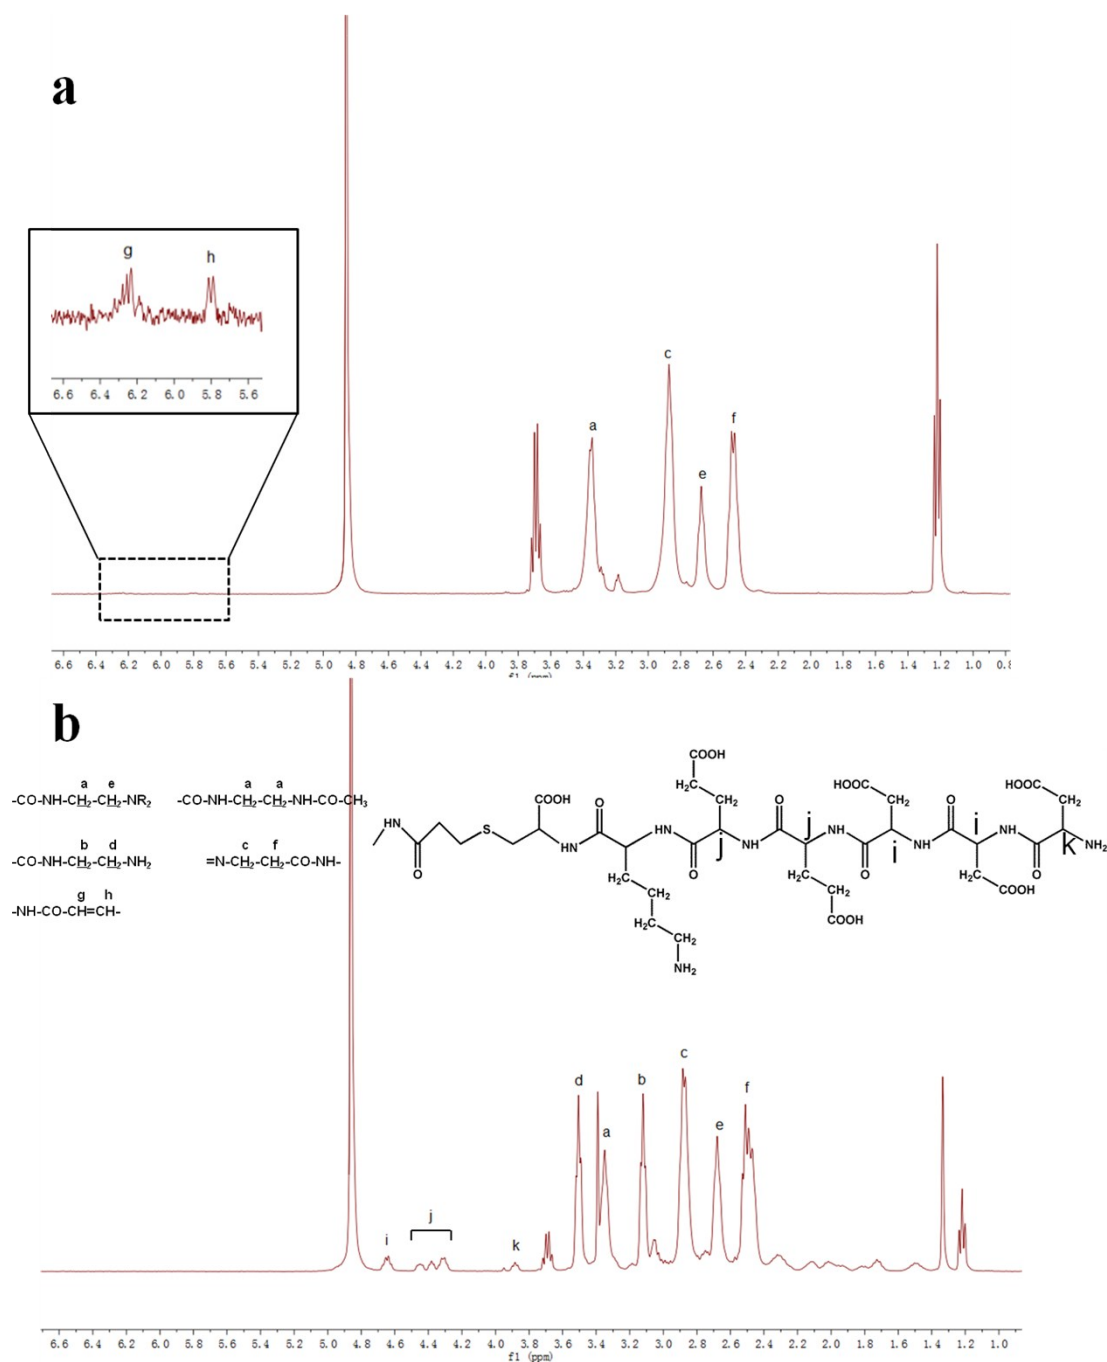 a
g
h
6.6 6.4 6.2 6.0 5.8 5.6
a
c
e
f
6.6 6.4 6.2 6.0 5.8 5.6 5.4 5.2 5.0 4.8 4.6 4.4 4.2 4.0 3.8 3.6 3.4 3.2 3.0 2.8 2.6 2.4 2.2 2.0 1.8 1.6 1.4 1.2 1.0 0.8
f1 (ppm)
b
a e
-CO-NH-CH2-CH2-NR2
a a
-CO-NH-CH2-CH2-NH-CO-CH3
b d
-CO-NH-CH2-CH2-NH2
c f
=N-CH2-CH2-CO-NH-
g h
-NH-CO-CH=CH-
COOH
H2C
HOOC
HOOC
COOH
NH
O
S
O
NH
O
NH
O
NH
O
NH
O
NH
O
NH
O
NH2
j
j
i
i
k
CH2
H2C
CH2
NH2
COOH
COOH
d
a
b
c
e
f
i
j
k
6.6 6.4 6.2 6.0 5.8 5.6 5.4 5.2 5.0 4.8 4.6 4.4 4.2 4.0 3.8 3.6 3.4 3.2 3.0 2.8 2.6 2.4 2.2 2.0 1.8 1.6 1.4 1.2 1.0
f1 (ppm)